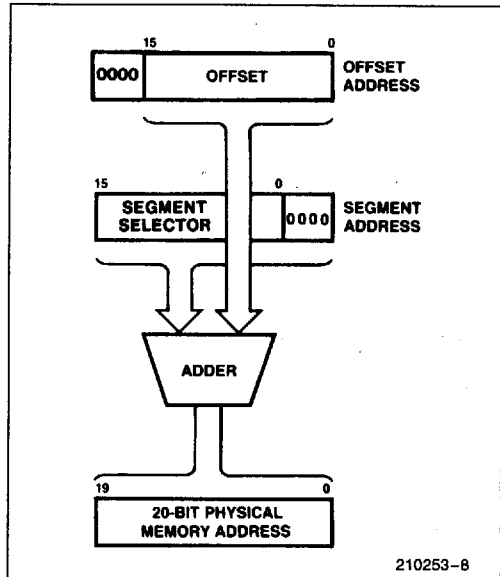 15 0
0000 OFFSET OFFSET ADDRESS
15 0
SEGMENT SELECTOR 0000 SEGMENT ADDRESS
ADDER
19 0
20-BIT PHYSICAL
MEMORY ADDRESS
210253-8